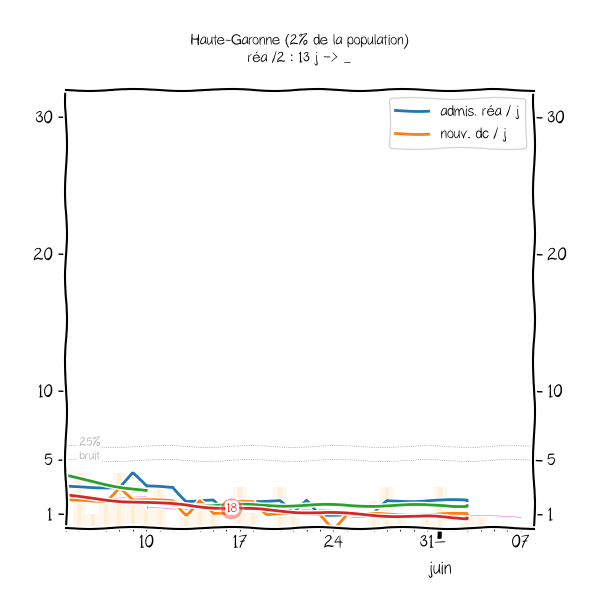 Haute-Garonne (2% de la population)
réa /2 : 13 j -> _
admis. réa / j
nouv. dc / j
30
30
20
20
10
10
25%
5
bruit
5
18
1
1
10
17
24
31
07
juin